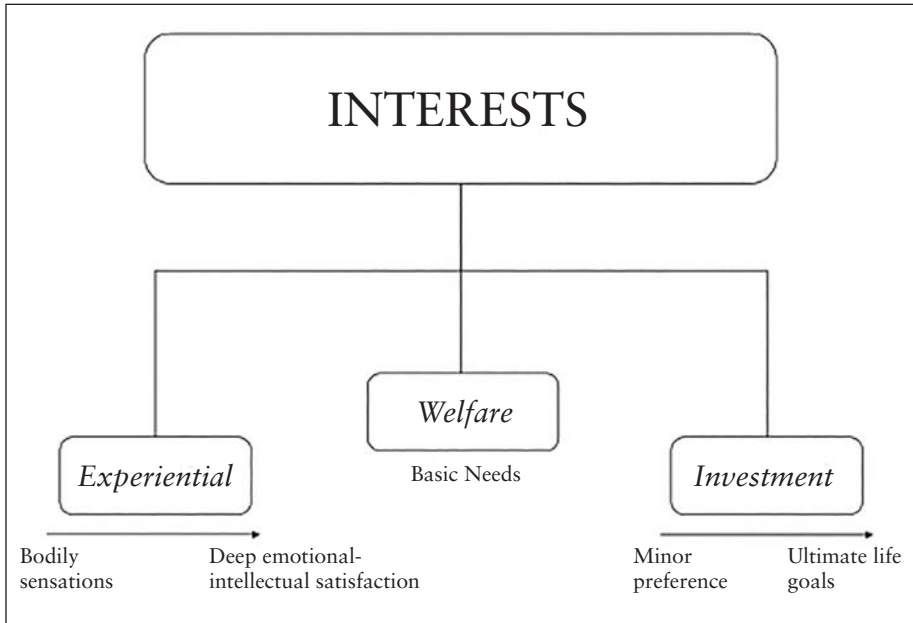 INTERESTS
Welfare
Basic Needs
Experiential
Bodily
sensations
Deep emotional-
intellectual satisfaction
Investment
Minor
preference
Ultimate life
goals